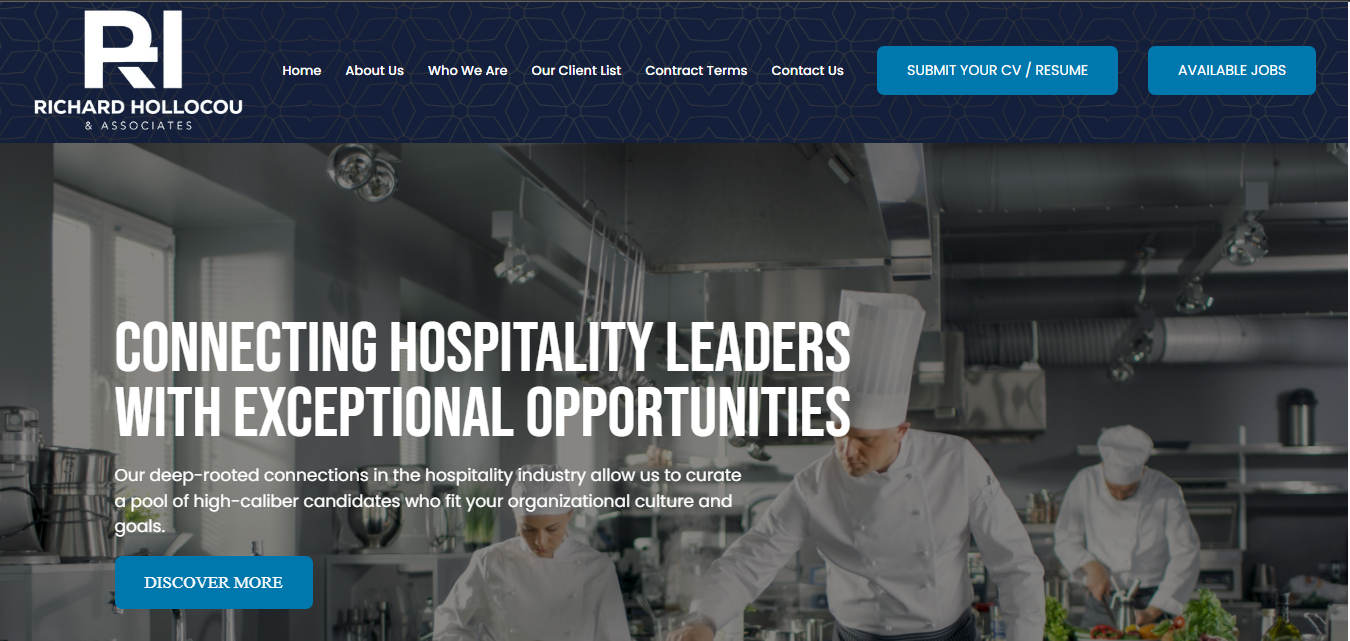 RH
RICHARD HOLLOCOU
& ASSOCIATES
Home About Us Who We Are Our Client List Contract Terms Contact Us SUBMIT YOUR CV / RESUME AVAILABLE JOBS
CONNECTING HOSPITALITY LEADERS
WITH EXCEPTIONAL OPPORTUNITIES
Our deep-rooted connections in the hospitality industry allow us to curate
a pool of high-caliber candidates who fit your organizational culture and
goals.
DISCOVER MORE